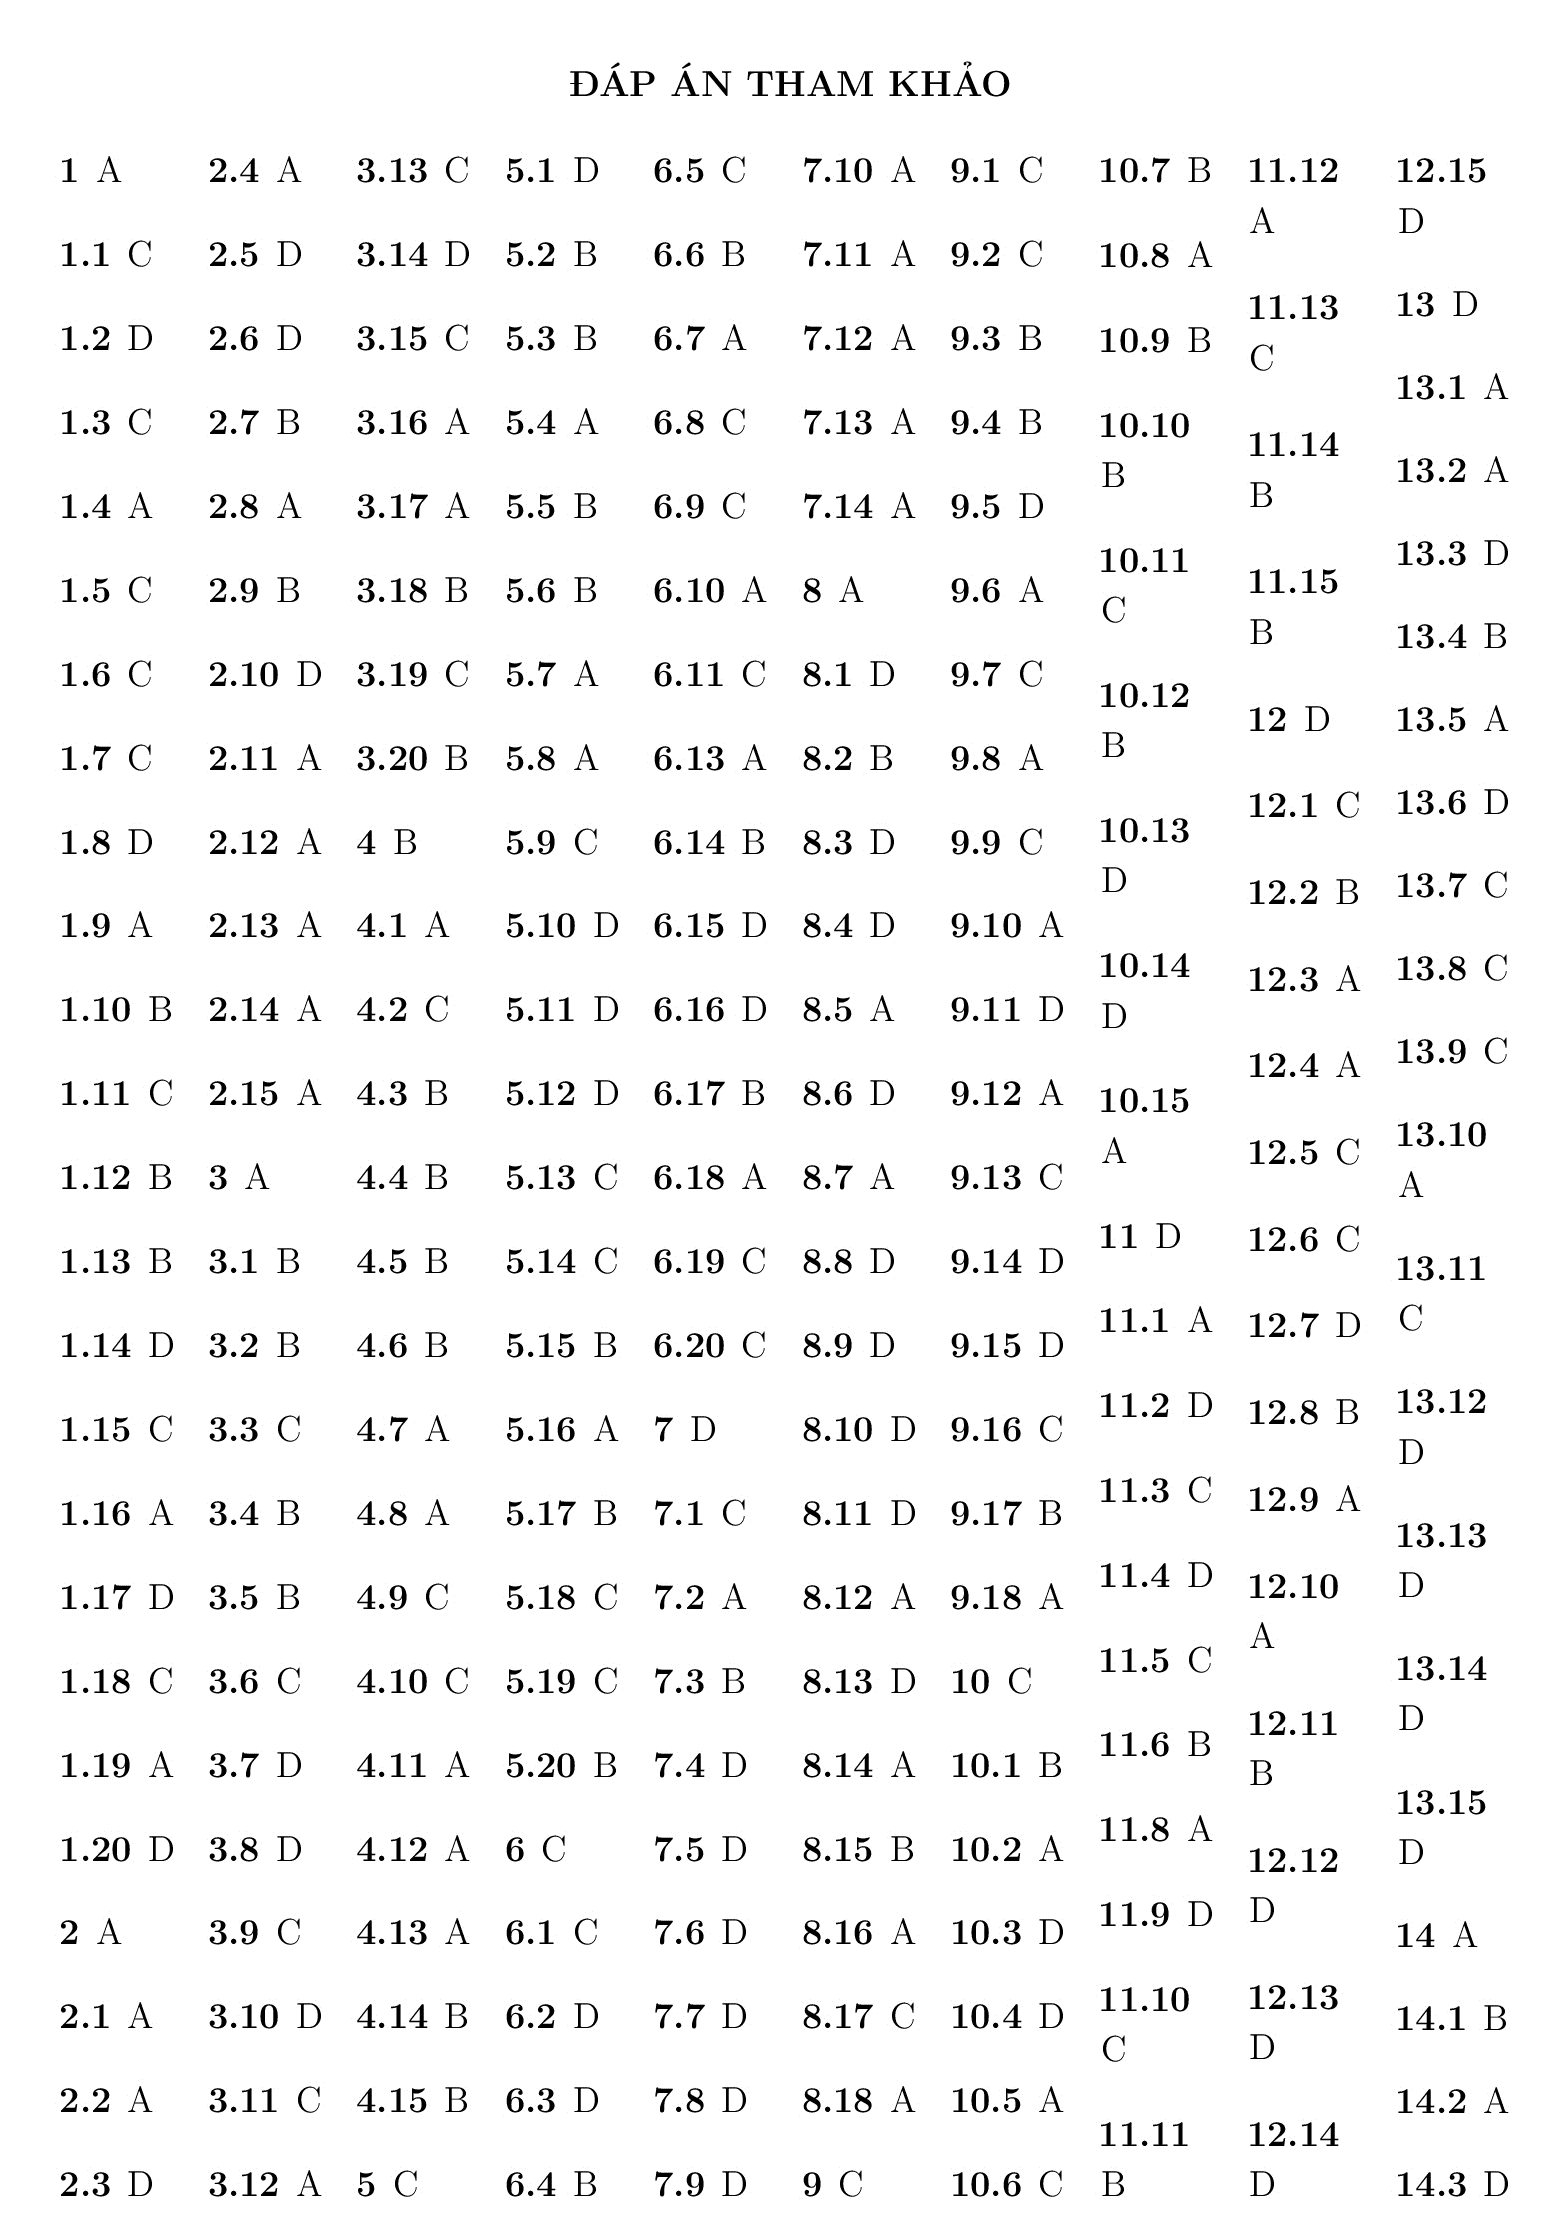 ĐÁP ÁN THAM KHẢO
1 A
1.1 C
1.2 D
1.3 C
1.4 A
1.5 C
1.6 C
1.7 C
1.8 D
1.9 A
1.10 B
1.11 C
1.12 B
1.13 B
1.14 D
1.15 C
1.16 A
1.17 D
1.18 C
1.19 A
1.20 D
2 A
2.1 A
2.2 A
2.3 D
2.4 A
2.5 D
2.6 D
2.7 B
2.8 A
2.9 B
2.10 D
2.11 A
2.12 A
2.13 A
2.14 A
2.15 A
3 A
3.1 B
3.2 B
3.3 C
3.4 B
3.5 B
3.6 C
3.7 D
3.8 D
3.9 C
3.10 D
3.11 C
3.12 A
3.13 C
3.14 D
3.15 C
3.16 A
3.17 A
3.18 B
3.19 C
3.20 B
4 B
4.1 A
4.2 C
4.3 B
4.4 B
4.5 B
4.6 B
4.7 A
4.8 A
4.9 C
4.10 C
4.11 A
4.12 A
4.13 A
4.14 B
4.15 B
5 C
5.1 D
5.2 B
5.3 B
5.4 A
5.5 B
5.6 B
5.7 A
5.8 A
5.9 C
5.10 D
5.11 D
5.12 D
5.13 C
5.14 C
5.15 B
5.16 A
5.17 B
5.18 C
5.19 C
5.20 B
6 C
6.1 C
6.2 D
6.3 D
6.4 B
6.5 C
6.6 B
6.7 A
6.8 C
6.9 C
6.10 A
6.11 C
6.13 A
6.14 B
6.15 D
6.16 D
6.17 B
6.18 A
6.19 C
6.20 C
7 D
7.1 C
7.2 A
7.3 B
7.4 D
7.5 D
7.6 D
7.7 D
7.8 D
7.9 D
7.10 A
7.11 A
7.12 A
7.13 A
7.14 A
8 A
8.1 D
8.2 B
8.3 D
8.4 D
8.5 A
8.6 D
8.7 A
8.8 D
8.9 D
8.10 D
8.11 D
8.12 A
8.13 D
8.14 A
8.15 B
8.16 A
8.17 C
8.18 A
9 C
9.1 C
9.2 C
9.3 B
9.4 B
9.5 D
9.6 A
9.7 C
9.8 A
9.9 C
9.10 A
9.11 D
9.12 A
9.13 C
9.14 D
9.15 D
9.16 C
9.17 B
9.18 A
10 C
10.1 B
10.2 A
10.3 D
10.4 D
10.5 A
10.6 C
10.7 B
10.8 A
10.9 B
10.10
B
10.11
C
10.12
B
10.13
D
10.14
D
10.15
A
11 D
11.1 A
11.2 D
11.3 C
11.4 D
11.5 C
11.6 B
11.8 A
11.9 D
11.10
C
11.11
B
11.12
A
11.13
C
11.14
B
11.15
B
12 D
12.1 C
12.2 B
12.3 A
12.4 A
12.5 C
12.6 C
12.7 D
12.8 B
12.9 A
12.10
A
12.11
B
12.12
D
12.13
D
12.14
D
12.15
D
13 D
13.1 A
13.2 A
13.3 D
13.4 B
13.5 A
13.6 D
13.7 C
13.8 C
13.9 C
13.10
A
13.11
C
13.12
D
13.13
D
13.14
D
13.15
D
14 A
14.1 B
14.2 A
14.3 D